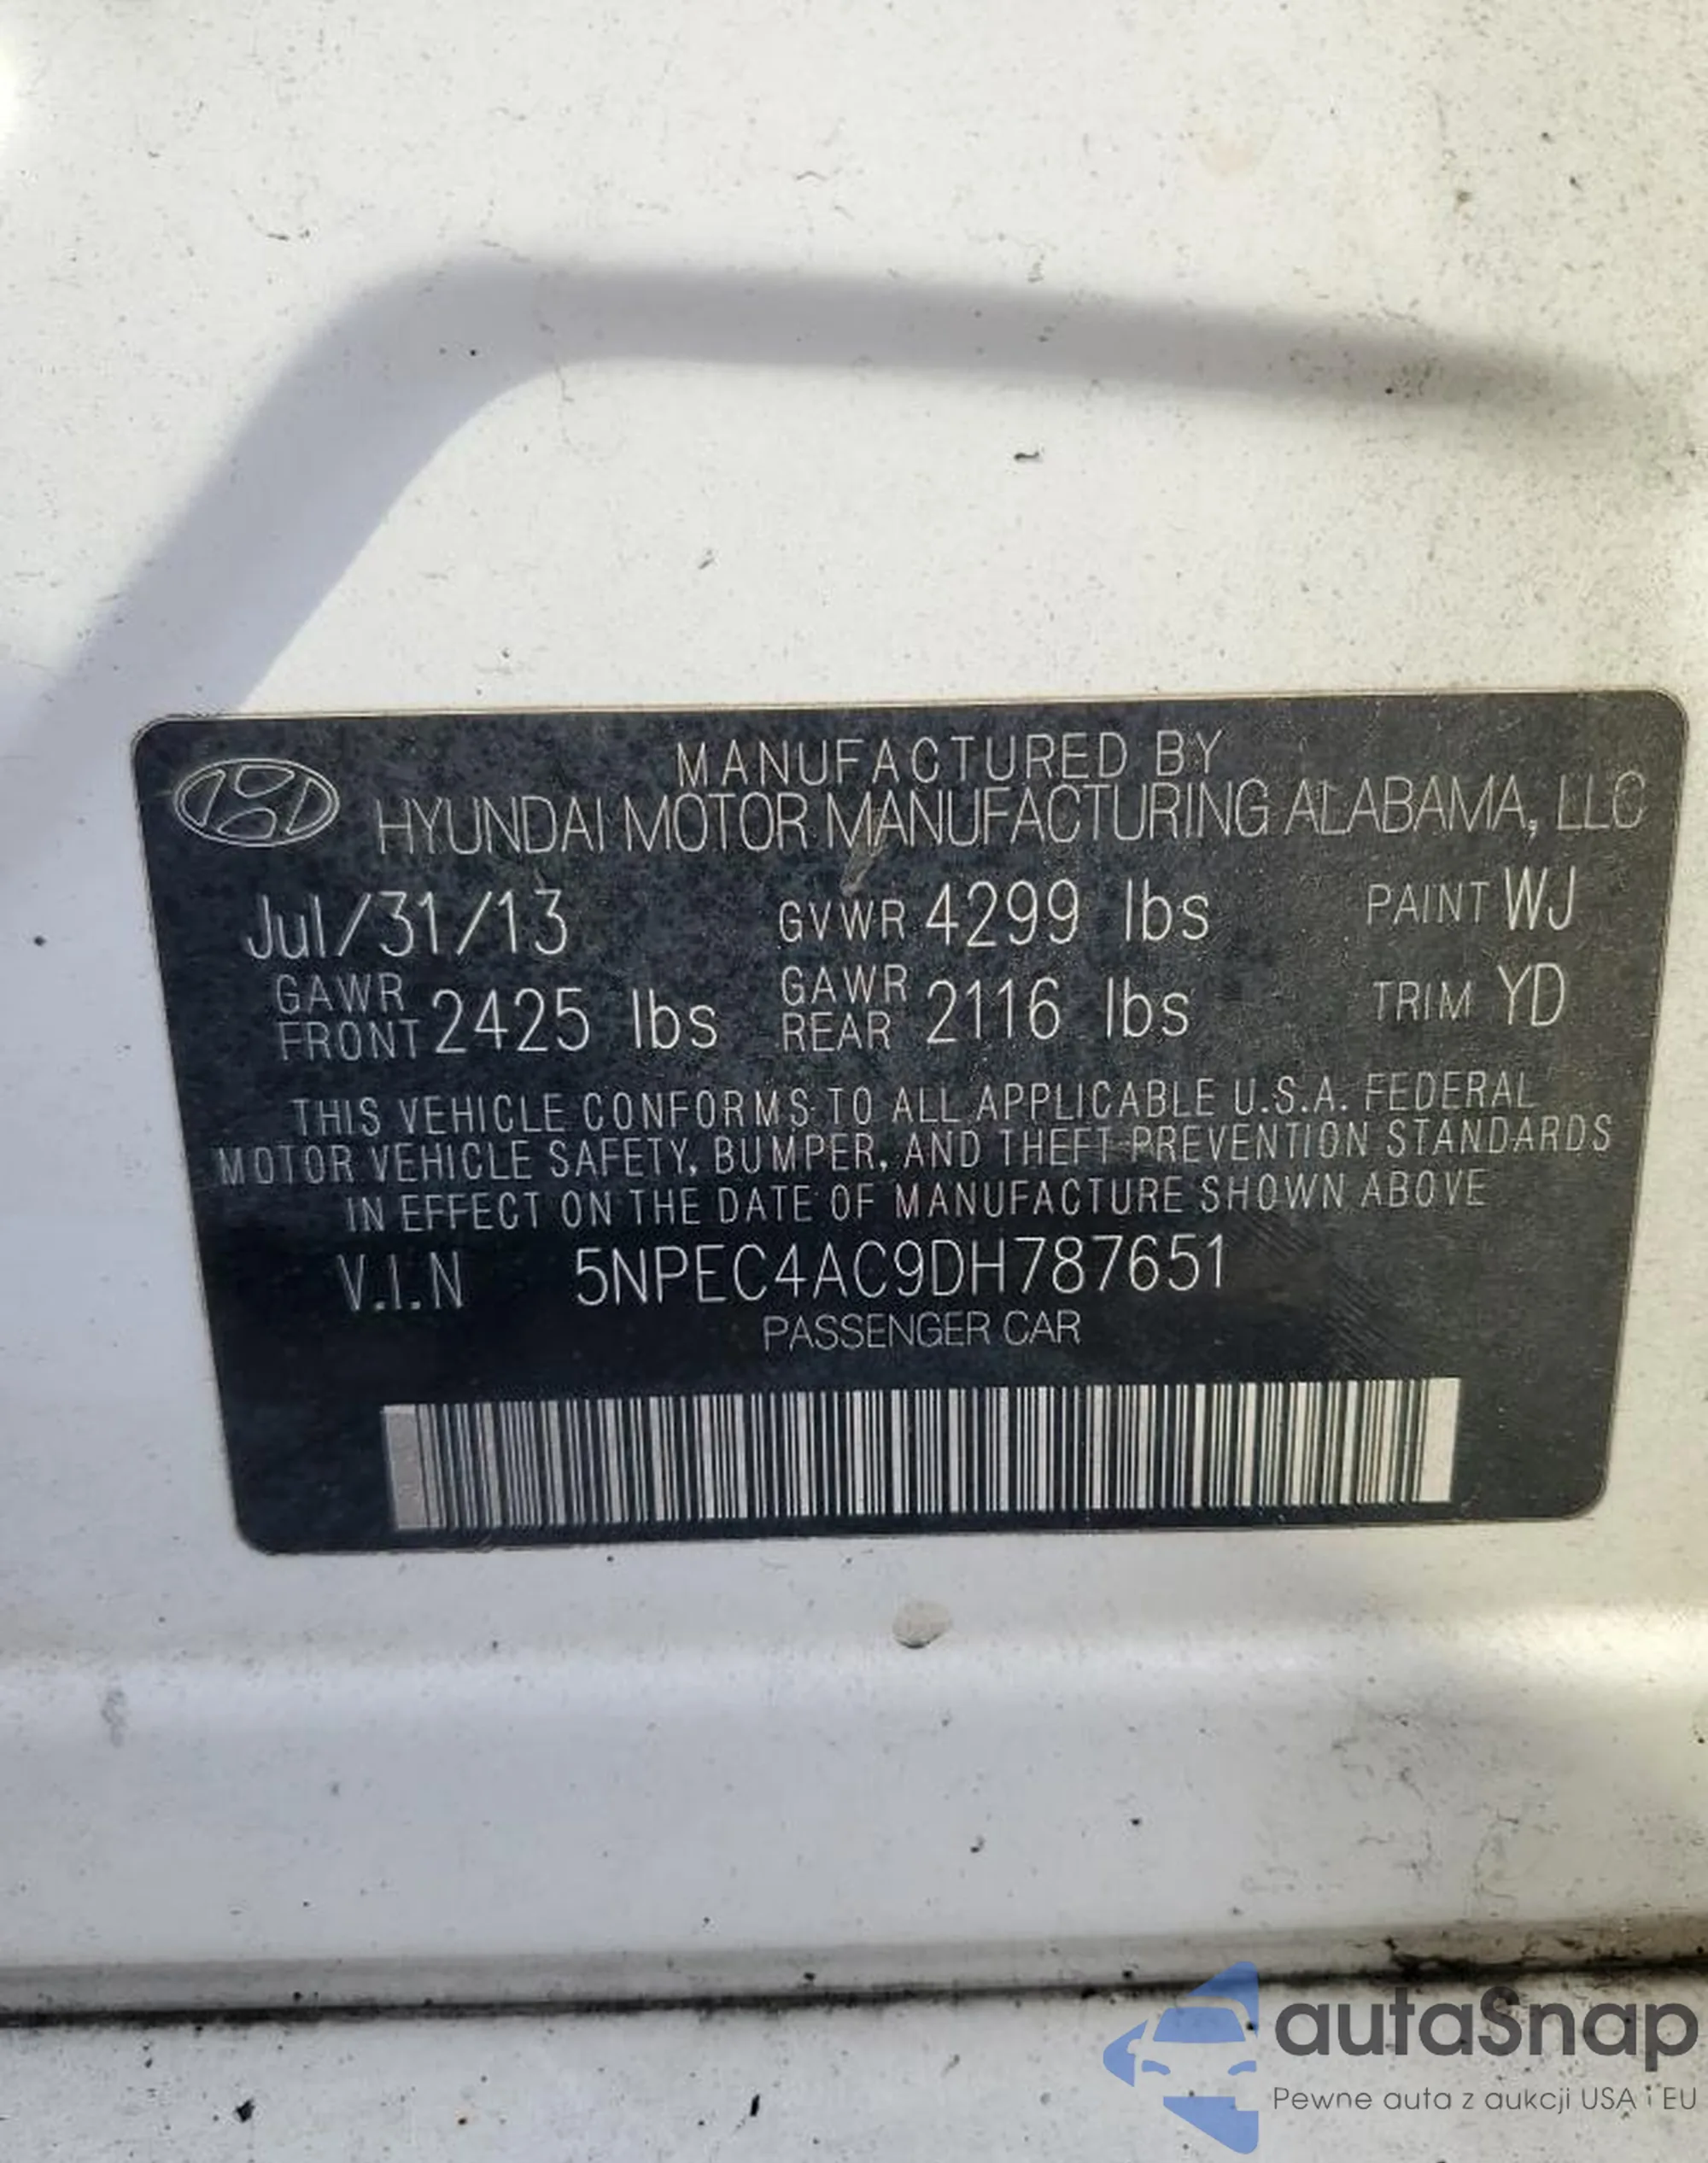 MANUFACTURED BY
HYUNDAI MOTOR MANUFACTURING ALABAMA, LLC
Jul/31/13 GVWR 4299 lbs PAINT WJ
GAWR FRONT 2425 lbs GAWR REAR 2116 lbs TRIM YD
THIS VEHICLE CONFORMS TO ALL APPLICABLE U.S.A. FEDERAL
MOTOR VEHICLE SAFETY, BUMPER, AND THEFT PREVENTION STANDARDS
IN EFFECT ON THE DATE OF MANUFACTURE SHOWN ABOVE
V.I.N 5NPEC4AC9DH787651
PASSENGER CAR
autaSnap
Pewne auta z aukcji USA i EU